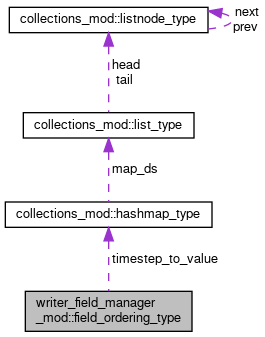 collections_mod::listnode_type
next
prev
head
tail
collections_mod::list_type
map_ds
collections_mod::hashmap_type
timestep_to_value
writer_field_manager
_mod::field_ordering_type